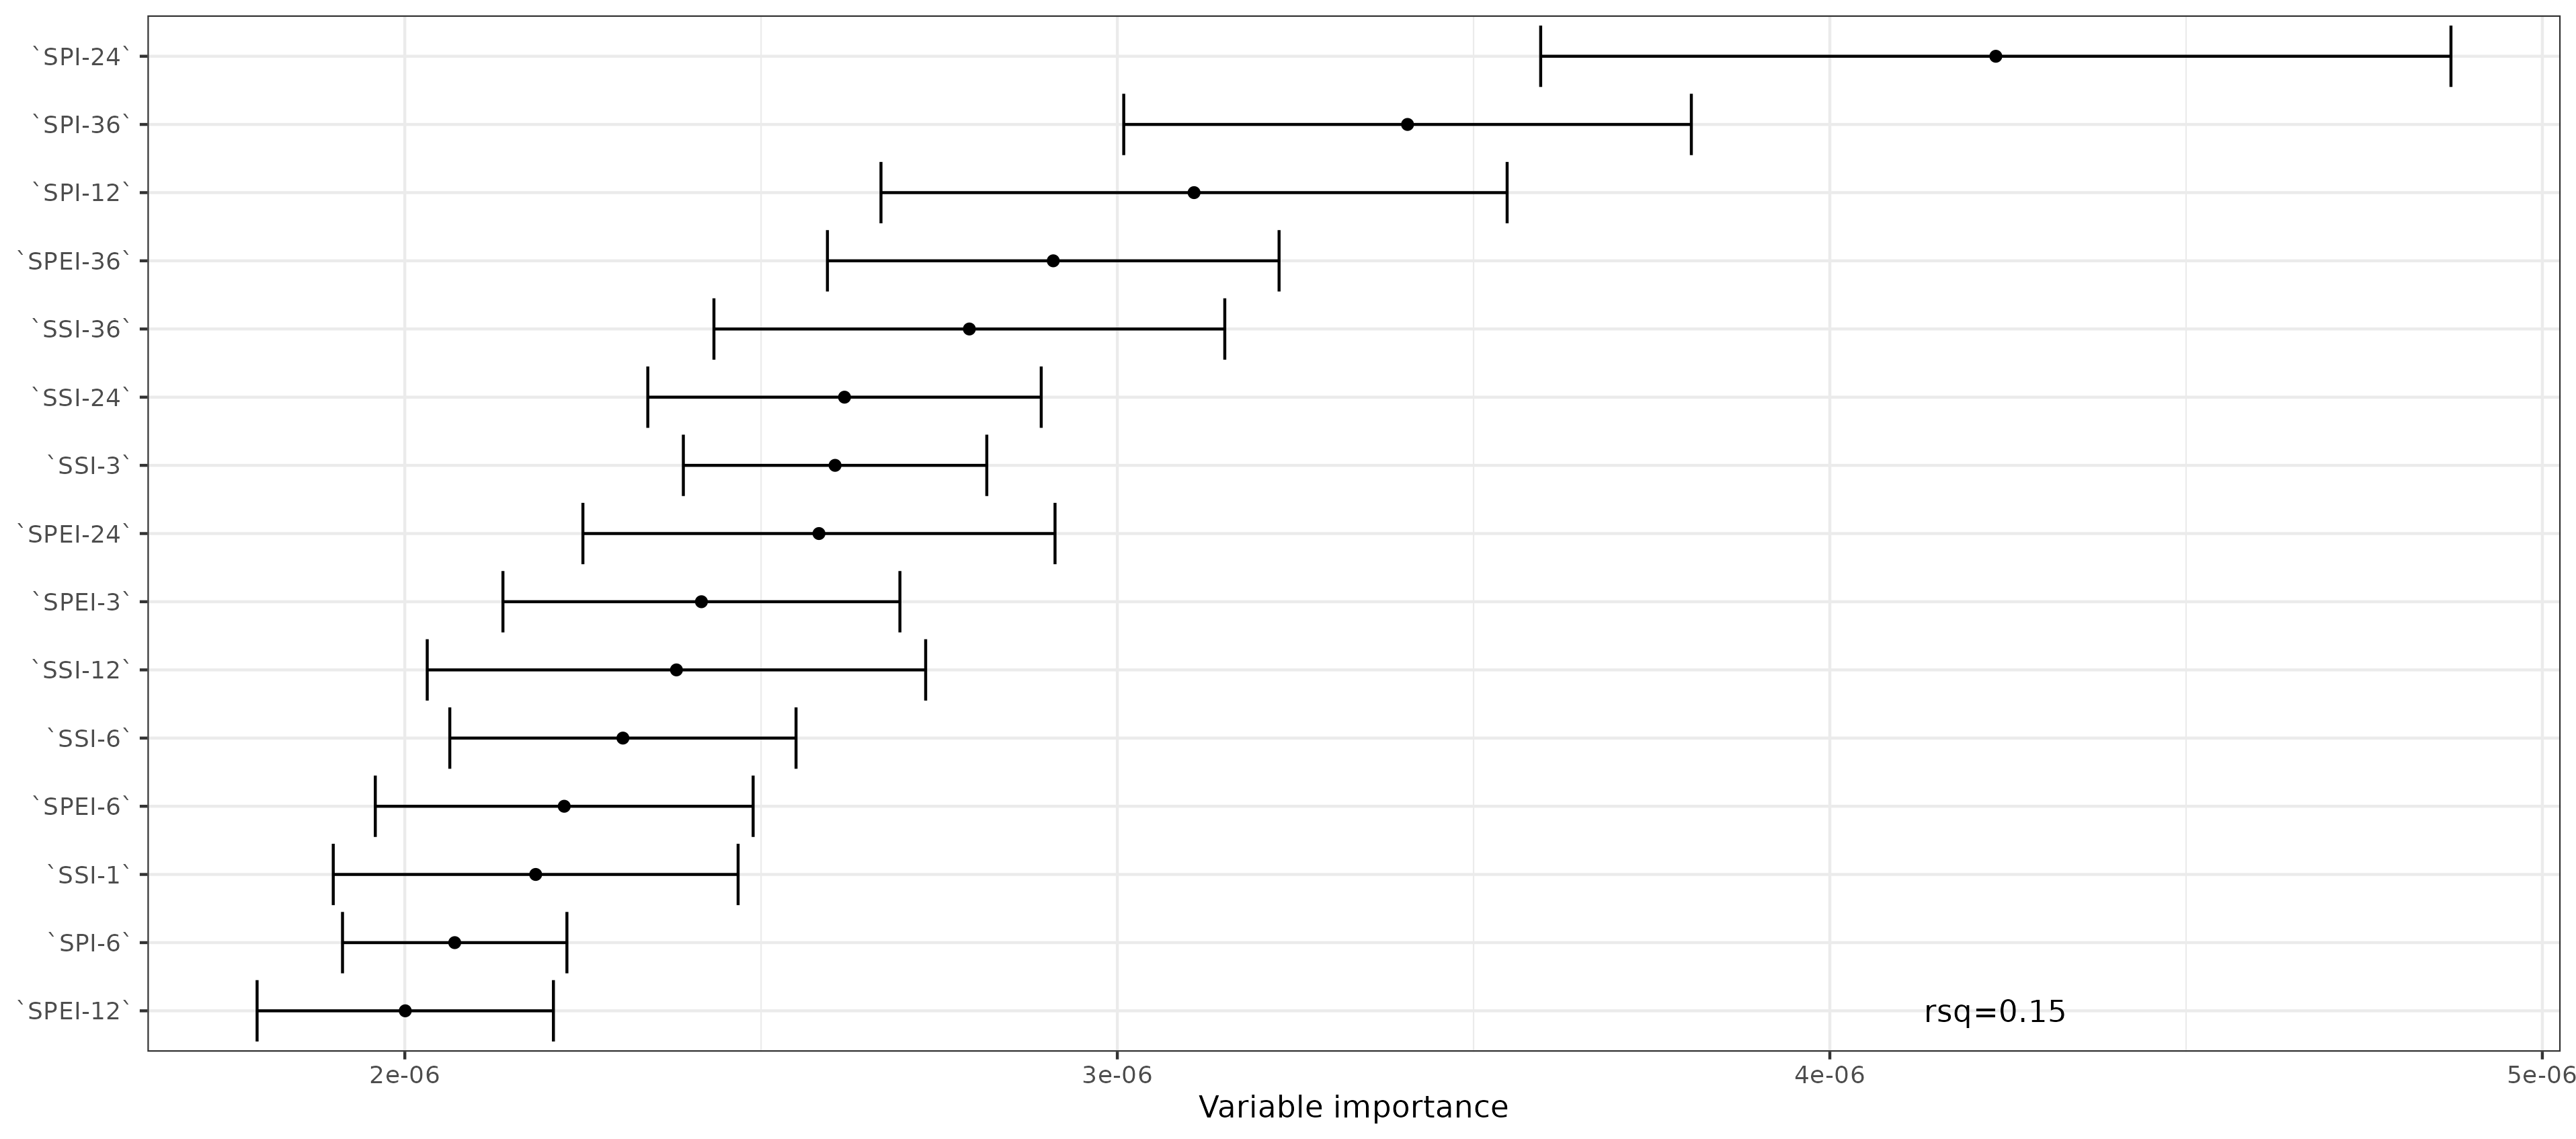 `SPI-24`
`SPI-36`
`SPI-12`
`SPEI-36`
`SSI-36`
`SSI-24`
`SSI-3`
`SPEI-24`
`SPEI-3`
`SSI-12`
`SSI-6`
`SPEI-6`
`SSI-1`
`SPI-6`
`SPEI-12`
rsq=0.15
2e-06 3e-06 4e-06 5e-06
Variable importance